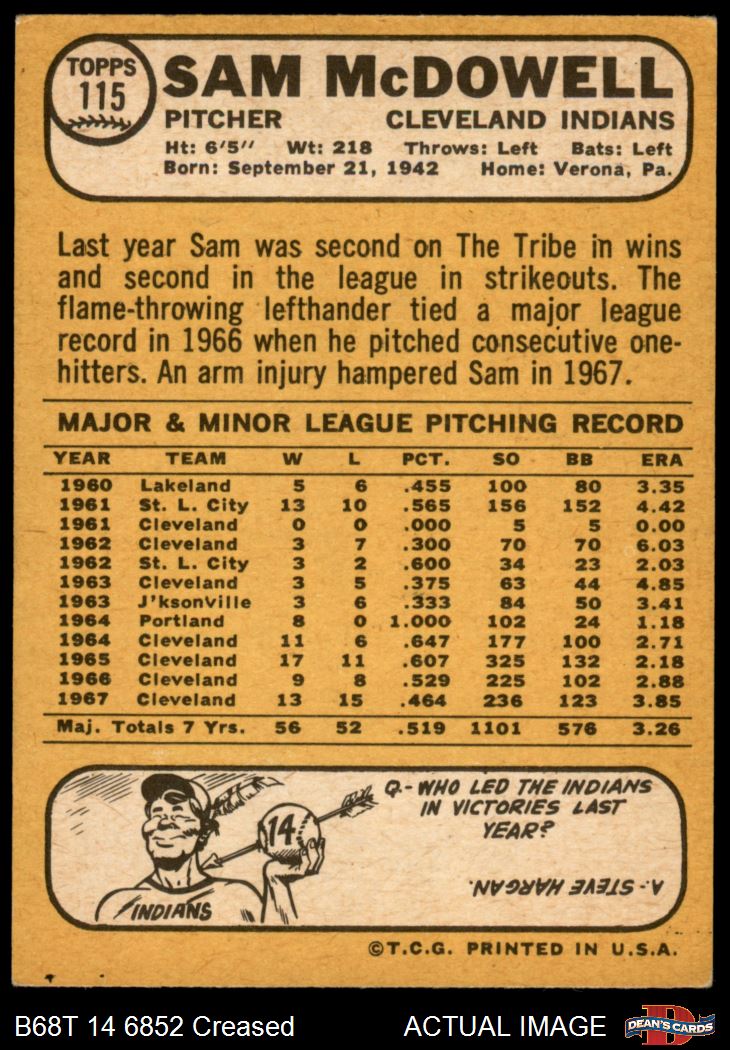 TOPPS
115
SAM McDOWELL
PITCHER CLEVELAND INDIANS
Ht: 6'5" Wt: 218 Throws: Left Bats: Left
Born: September 21, 1942 Home: Verona, Pa.
Last year Sam was second on The Tribe in wins
and second in the league in strikeouts. The
flame-throwing lefthander tied a major league
record in 1966 when he pitched consecutive one-
hitters. An arm injury hampered Sam in 1967.
MAJOR & MINOR LEAGUE PITCHING RECORD
YEAR TEAM W L PCT. SO BB ERA
1960 Lakeland 5 6 .455 100 80 3.35
1961 St. L. City 13 10 .565 156 152 4.42
1961 Cleveland 0 0 .000 5 5 0.00
1962 Cleveland 3 7 .300 70 70 6.03
1962 St. L. City 3 2 .600 34 23 2.03
1963 Cleveland 3 5 .375 63 44 4.85
1963 J'ksonville 3 6 .333 84 50 3.41
1964 Portland 8 0 1.000 102 24 1.18
1964 Cleveland 11 6 .647 177 100 2.71
1965 Cleveland 17 11 .607 325 132 2.18
1966 Cleveland 9 8 .529 225 102 2.88
1967 Cleveland 13 15 .464 236 123 3.85
Maj. Totals 7 Yrs. 56 52 .519 1101 576 3.26
Q.- WHO LED THE INDIANS
IN VICTORIES LAST
YEAR?
A.- STEVE HARGAN.
14
INDIANS
©T.C.G. PRINTED IN U.S.A.
B68T 14 6852 Creased ACTUAL IMAGE
D
DEAN'S CARDS